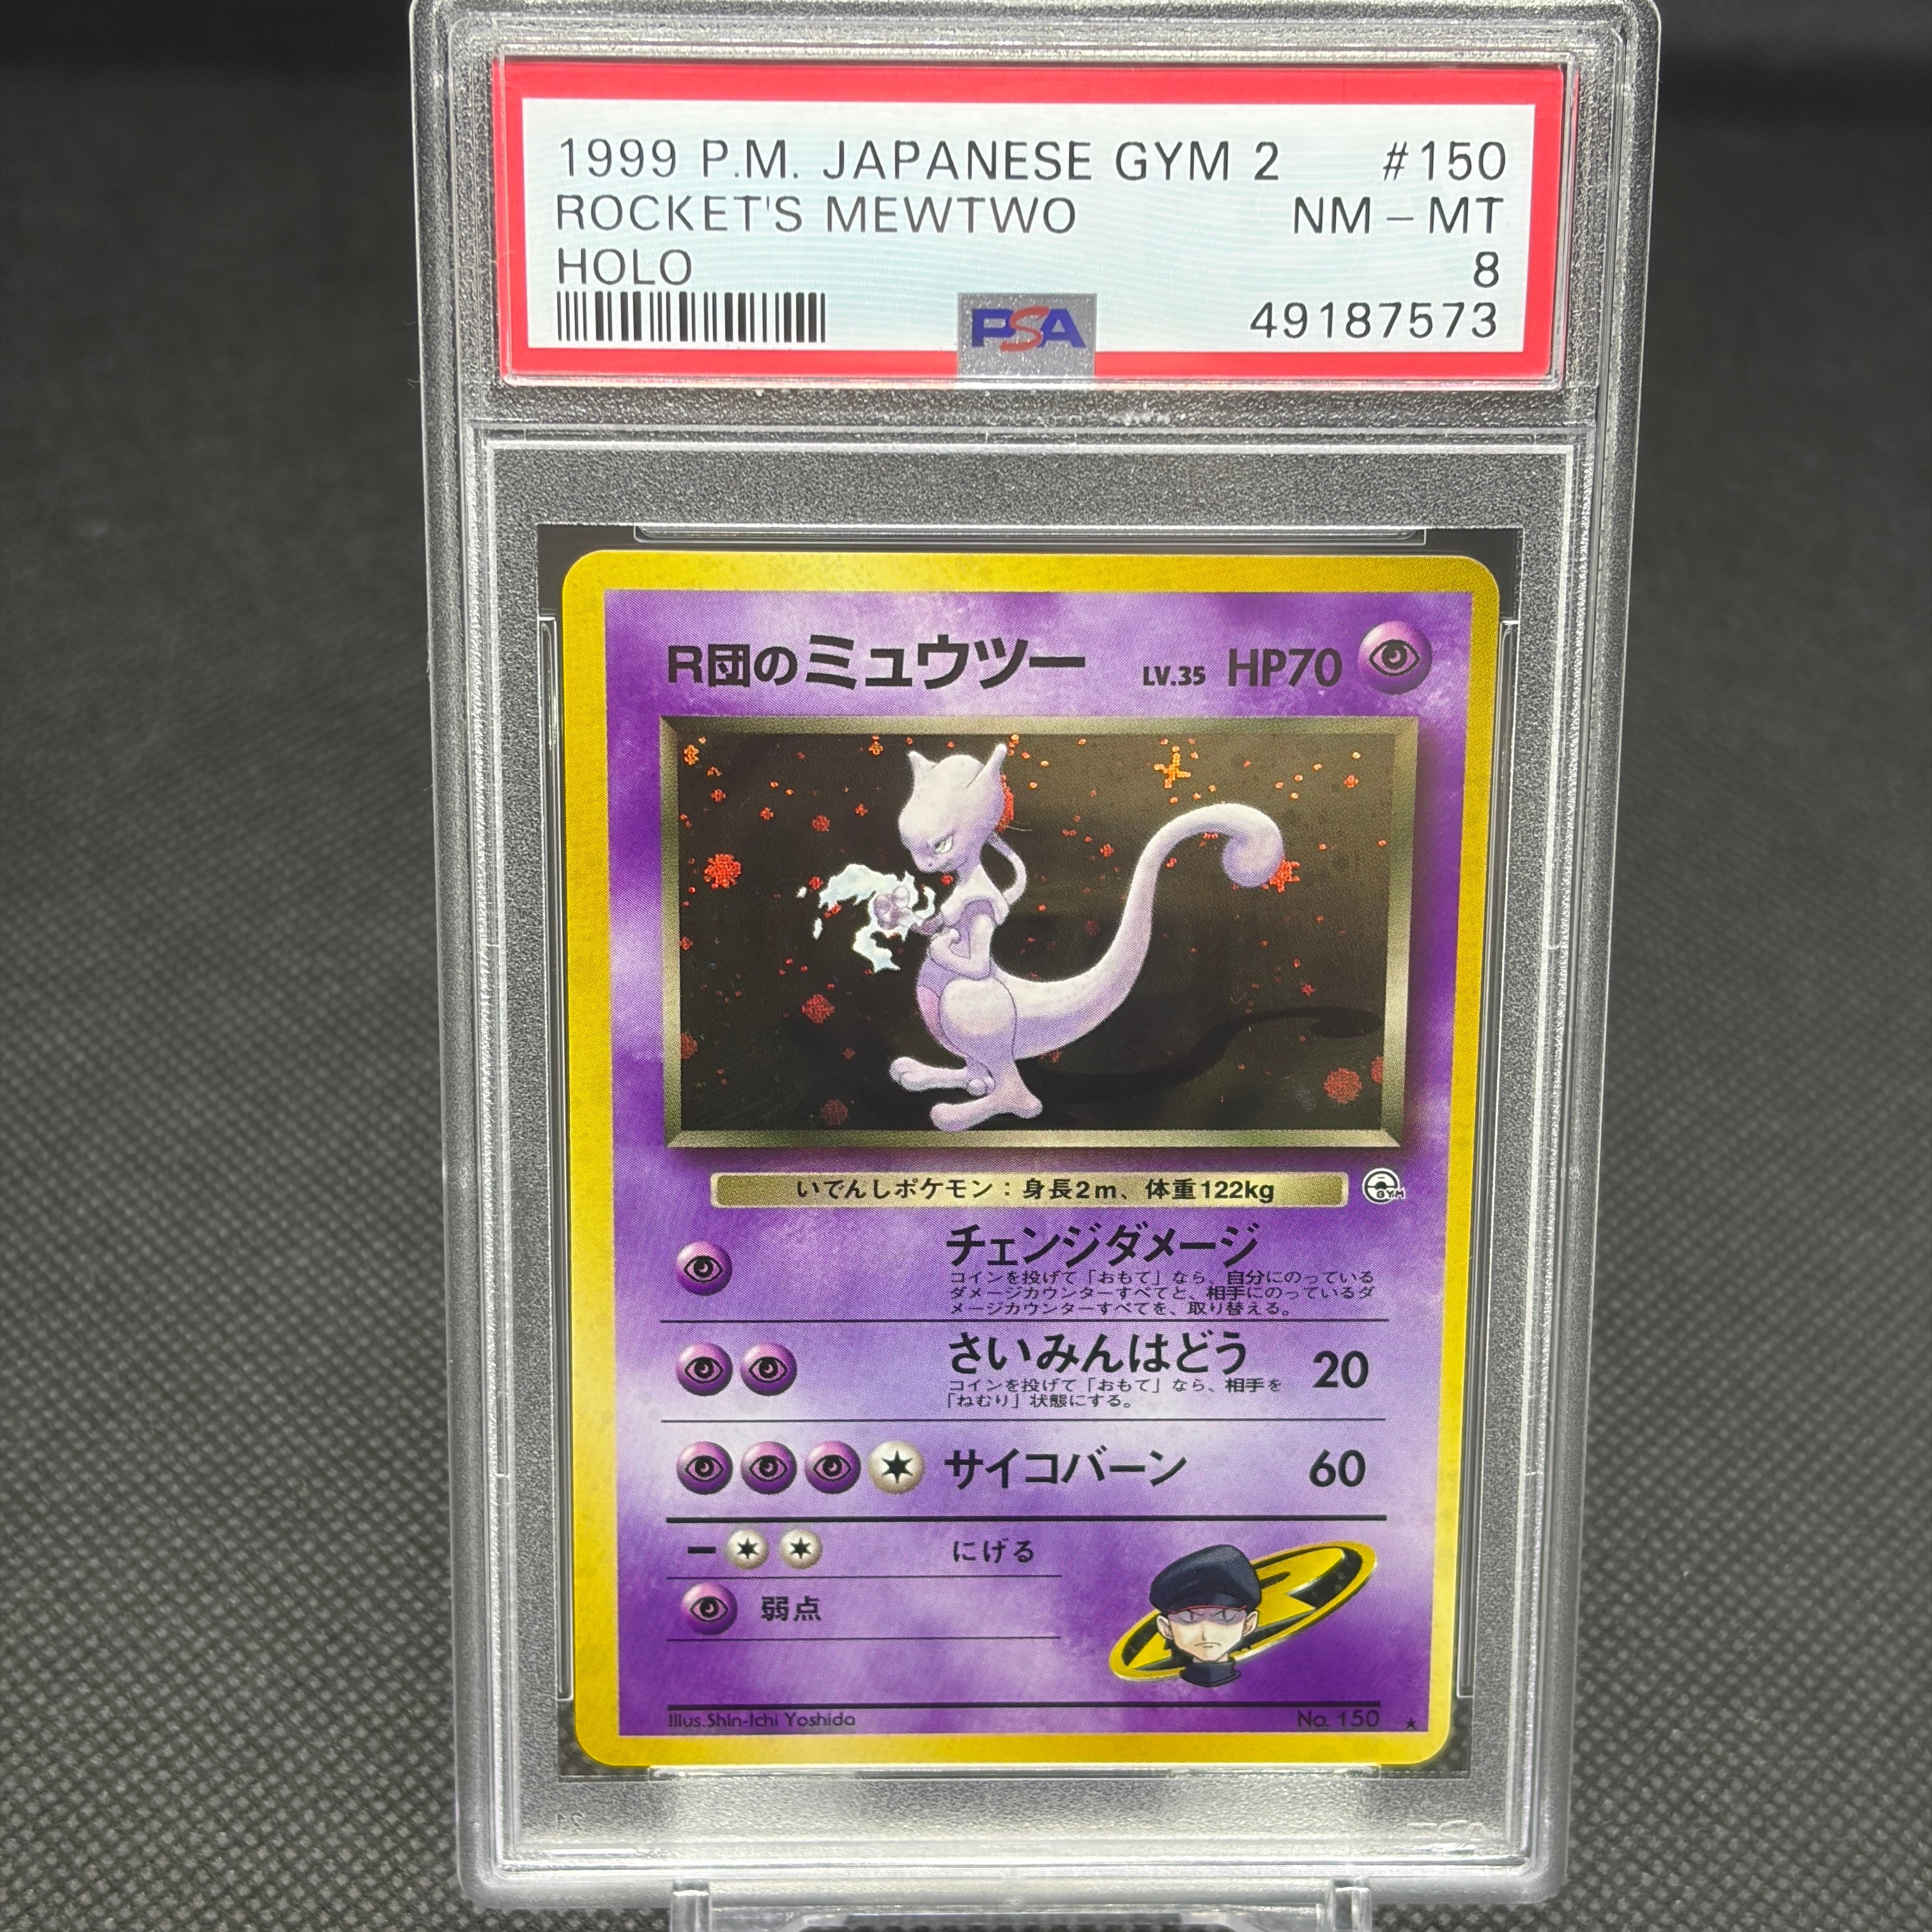 1999 P.M. JAPANESE GYM 2 #150
ROCKET'S MEWTWO NM - MT
HOLO 8
PSA 49187573
R団のミュウツー LV.35 HP70
いでんしポケモン：身長2m、体重122kg GYM
チェンジダメージ
コインを投げて「おもて」なら、自分にのっている
ダメージカウンターすべてと、相手にのっているダ
メージカウンターすべてを、取り替える。
さいみんはどう 20
コインを投げて「おもて」なら、相手を
「ねむり」状態にする。
サイコバーン 60
にげる
弱点
R
Illus.Shin-Ichi Yoshida No. 150 ★
PSA